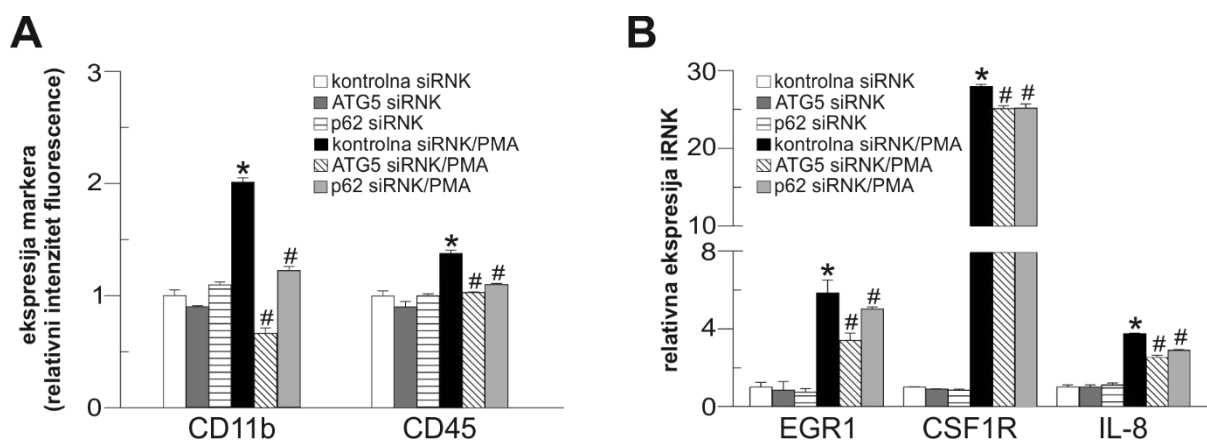 A
ekspresija markera
(relativni intenzitet fluorescence)
3
2
1
0
kontrolna siRNK
ATG5 siRNK
p62 siRNK
kontrolna siRNK/PMA
ATG5 siRNK/PMA
p62 siRNK/PMA
*
#
#
*
#
#
CD11b
CD45
B
relativna ekspresija iRNK
30
25
20
15
10
8
4
0
kontrolna siRNK
ATG5 siRNK
p62 siRNK
kontrolna siRNK/PMA
ATG5 siRNK/PMA
p62 siRNK/PMA
*
#
#
*
#
#
*
#
#
EGR1
CSF1R
IL-8